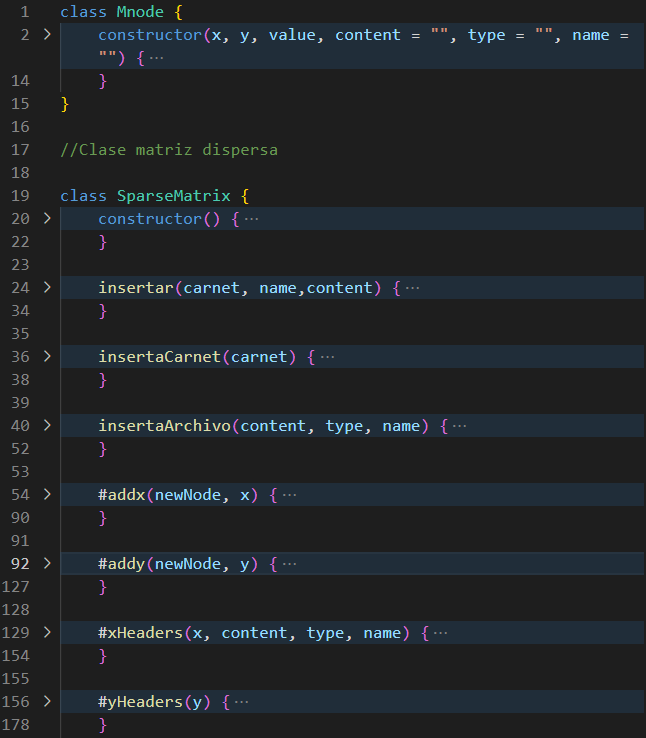 1 class Mnode {
2 > constructor(x, y, value, content = "", type = "", name =
"") { ···
14 }
15 }
16
17 //Clase matriz dispersa
18
19 class SparseMatrix {
20 > constructor() { ···
22 }
23
24 > insertar(carnet, name,content) { ···
34 }
35
36 > insertaCarnet(carnet) { ···
38 }
39
40 > insertaArchivo(content, type, name) { ···
52 }
53
54 > #addx(newNode, x) { ···
90 }
91
92 > #addy(newNode, y) { ···
127 }
128
129 > #xHeaders(x, content, type, name) { ···
154 }
155
156 > #yHeaders(y) { ···
178 }